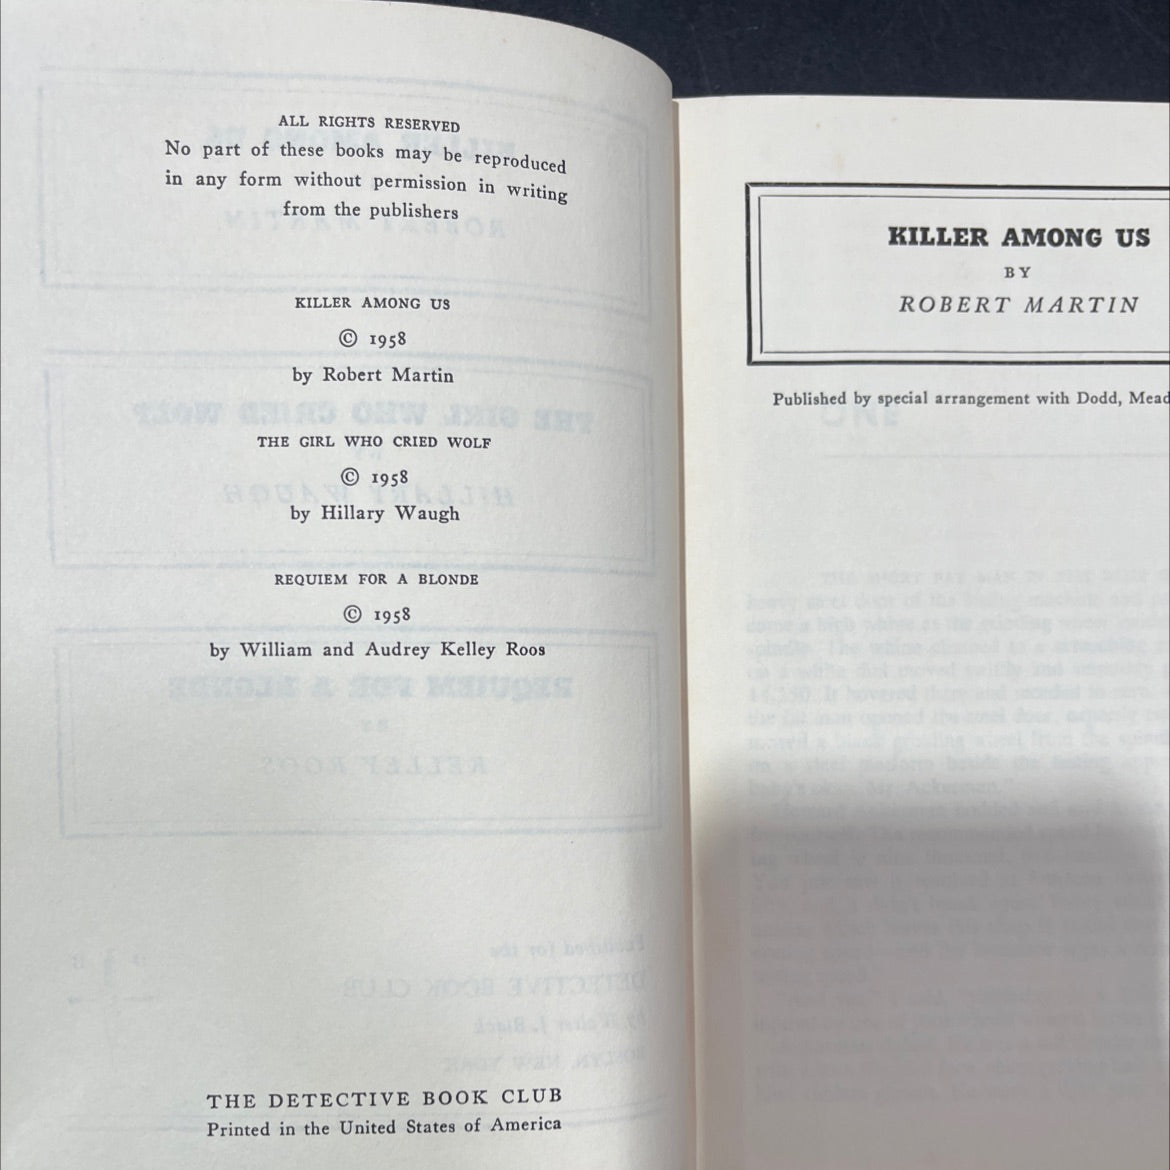 ALL RIGHTS RESERVED
No part of these books may be reproduced
in any form without permission in writing
from the publishers
KILLER AMONG US
© 1958
by Robert Martin
THE GIRL WHO CRIED WOLF
© 1958
by Hillary Waugh
REQUIEM FOR A BLONDE
© 1958
by William and Audrey Kelley Roos
THE DETECTIVE BOOK CLUB
Printed in the United States of America
KILLER AMONG US
BY
ROBERT MARTIN
Published by special arrangement with Dodd, Mead